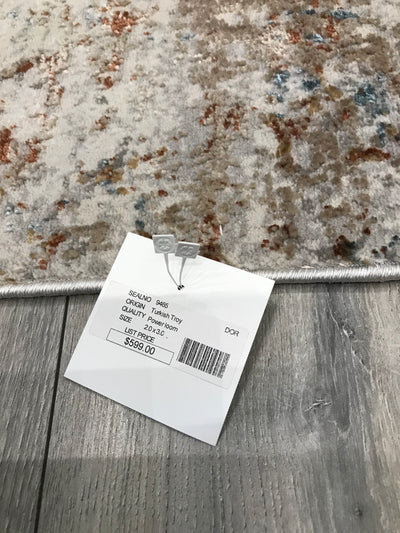 SEALNO 9465
ORIGIN Turkish Troy
QUALITY Power loom DOR
SIZE 2.0 x 3.0
LIST PRICE
$599.00